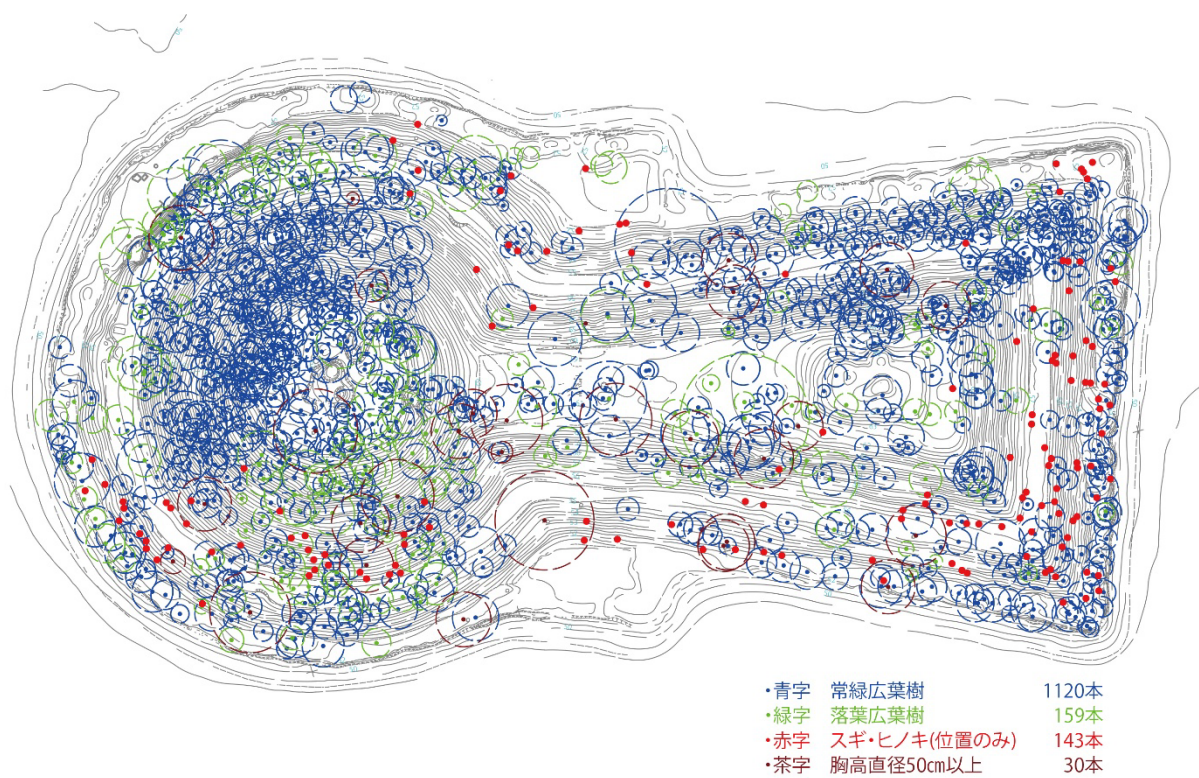 ・青字 常緑広葉樹 1120本
・緑字 落葉広葉樹 159本
・赤字 スギ・ヒノキ(位置のみ) 143本
・茶字 胸高直径50㎝以上 30本